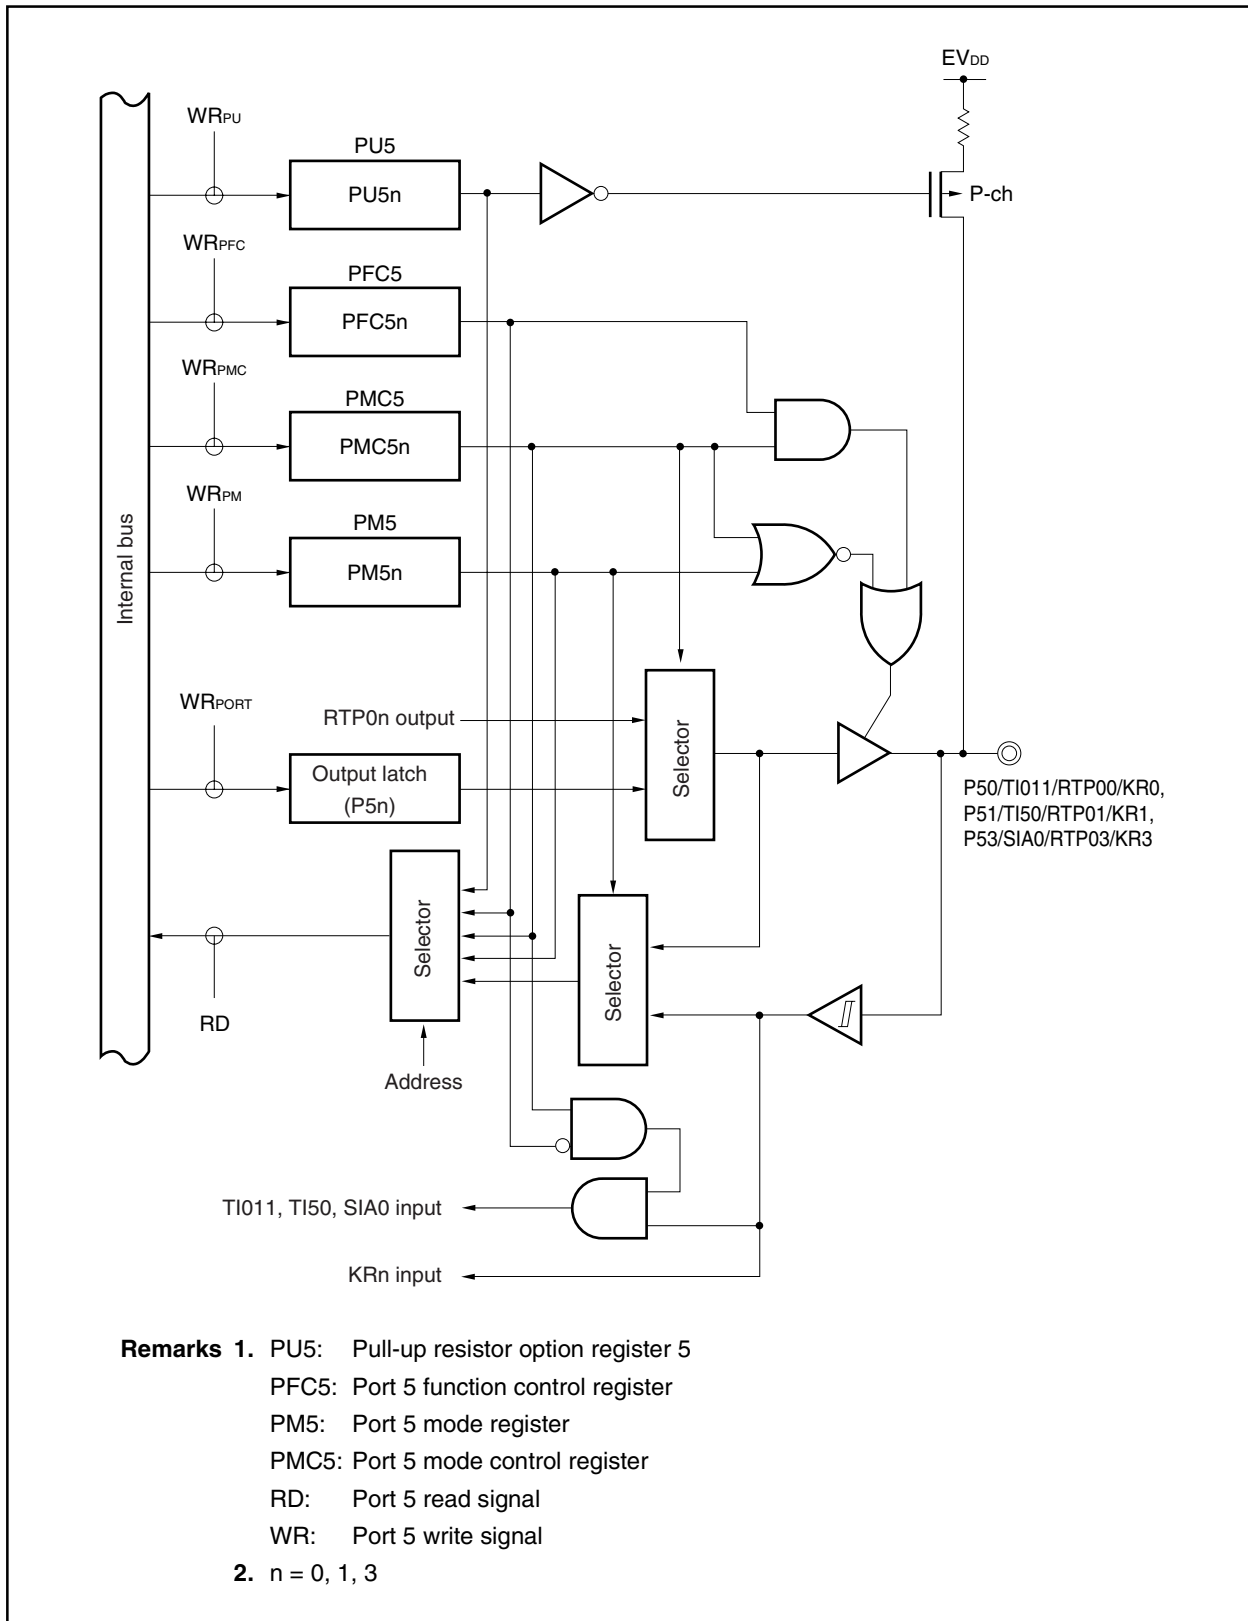 EVDD
WRPU
PU5
PU5n
P-ch
WRPFC
PFC5
PFC5n
WRPMC
PMC5
PMC5n
WRPM
PM5
PM5n
Internal bus
WRPORT
RTP0n output
Output latch
(P5n)
Selector
P50/TI011/RTP00/KR0,
P51/TI50/RTP01/KR1,
P53/SIA0/RTP03/KR3
Selector
Selector
RD
Address
TI011, TI50, SIA0 input
KRn input
Remarks 1. PU5: Pull-up resistor option register 5
PFC5: Port 5 function control register
PM5: Port 5 mode register
PMC5: Port 5 mode control register
RD: Port 5 read signal
WR: Port 5 write signal
2. n = 0, 1, 3